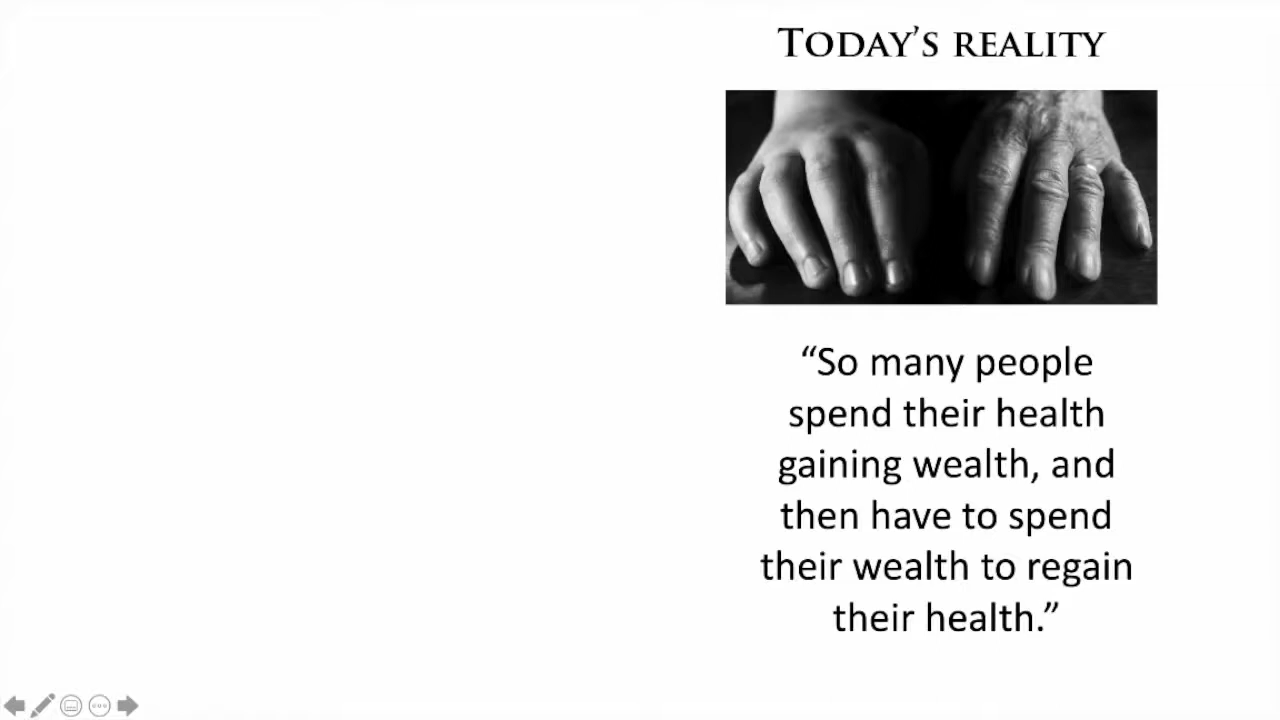 TODAY’S REALITY
“So many people
spend their health
gaining wealth, and
then have to spend
their wealth to regain
their health.”